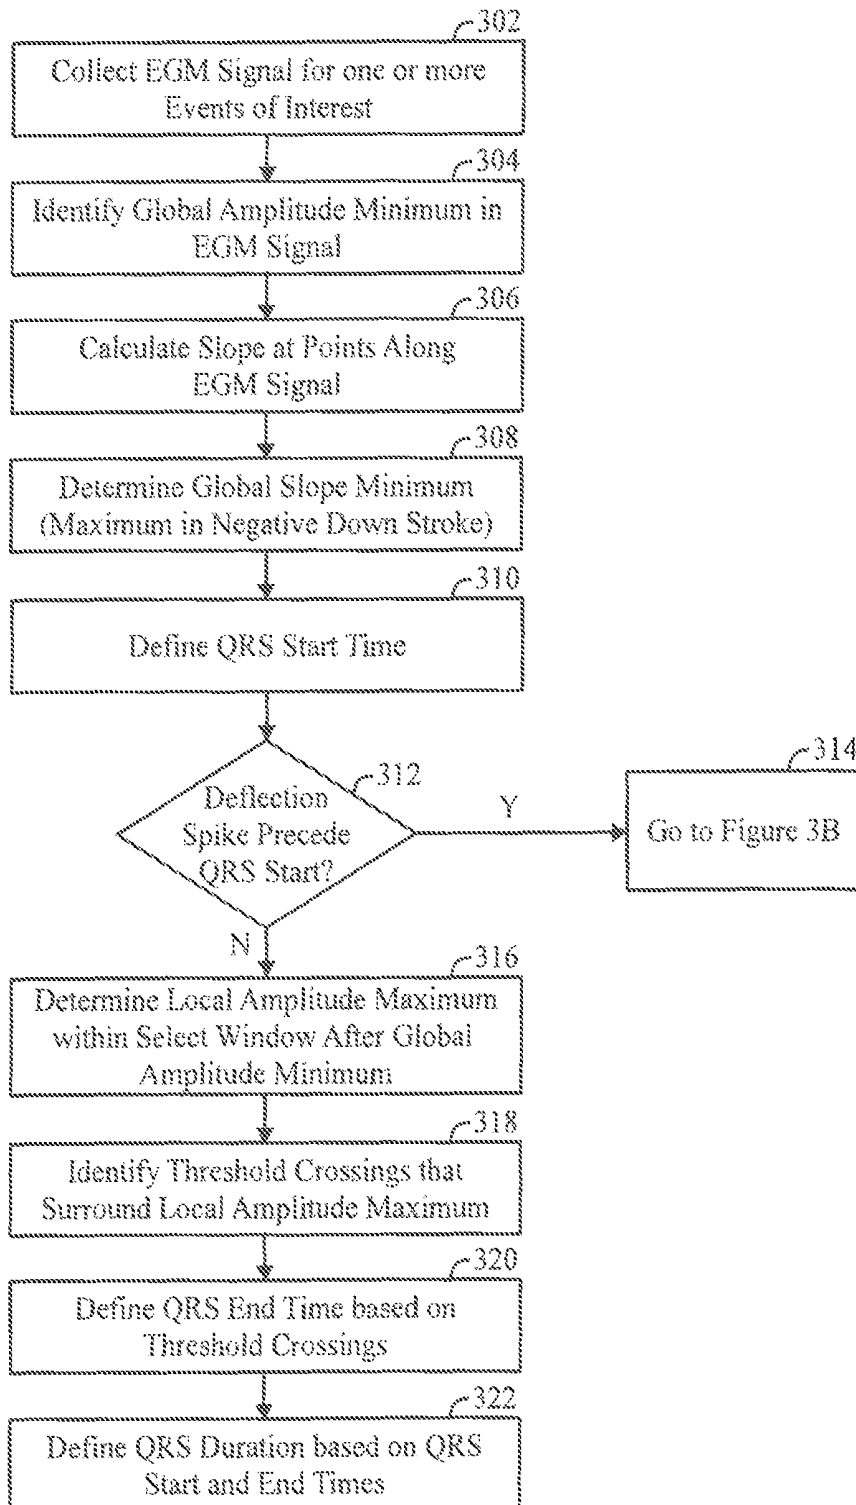 302
Collect EGM Signal for one or more
Events of Interest
304
Identify Global Amplitude Minimum in
EGM Signal
306
Calculate Slope at Points Along
EGM Signal
308
Determine Global Slope Minimum
(Maximum in Negative Down Stroke)
310
Define QRS Start Time
312
Deflection
Spike Precede
QRS Start?
Y
314
Go to Figure 3B
N
316
Determine Local Amplitude Maximum
within Select Window After Global
Amplitude Minimum
318
Identify Threshold Crossings that
Surround Local Amplitude Maximum
320
Define QRS End Time based on
Threshold Crossings
322
Define QRS Duration based on QRS
Start and End Times